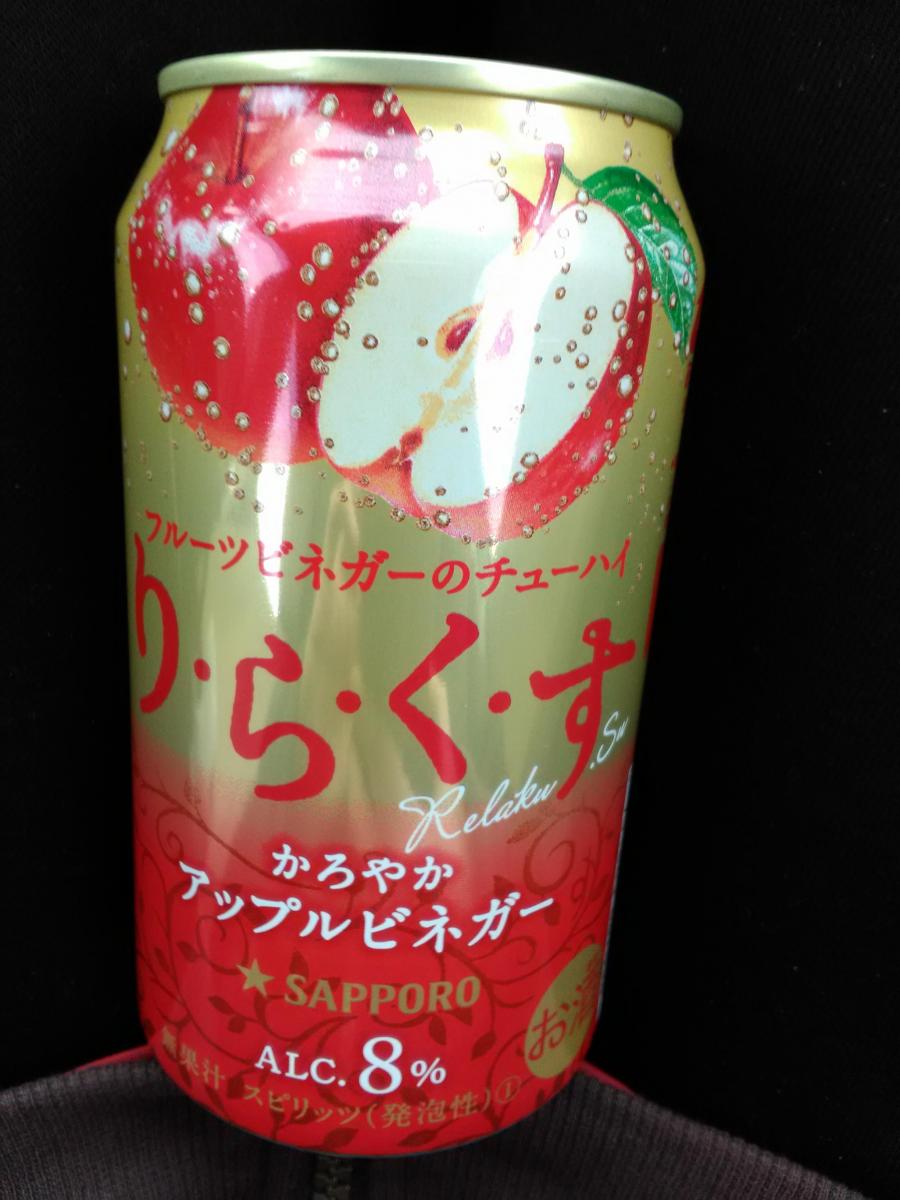 フルーツビネガーのチューハイ
り・ら・く・す
Relaku.Su
かろやか
アップルビネガー
SAPPORO
お酒
ALC.8%
無果汁 スピリッツ(発泡性)①